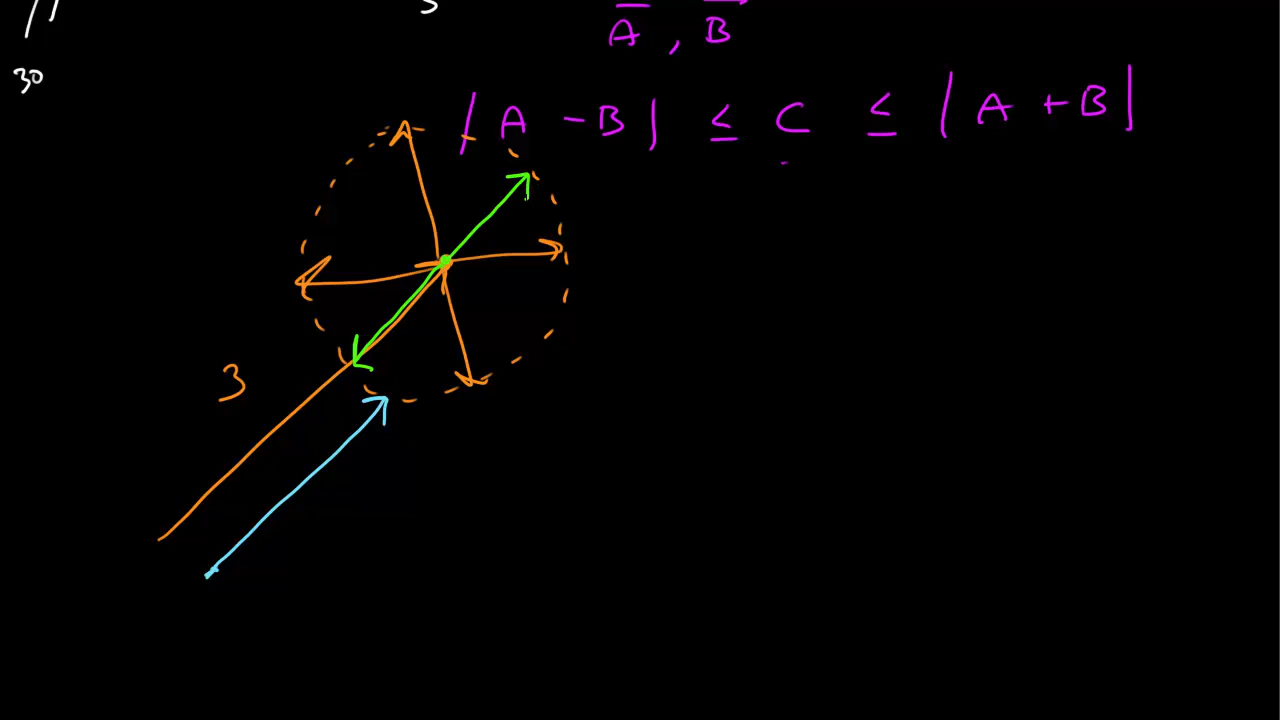 A , B
30
|A - B| ≤ C ≤ |A + B|
3